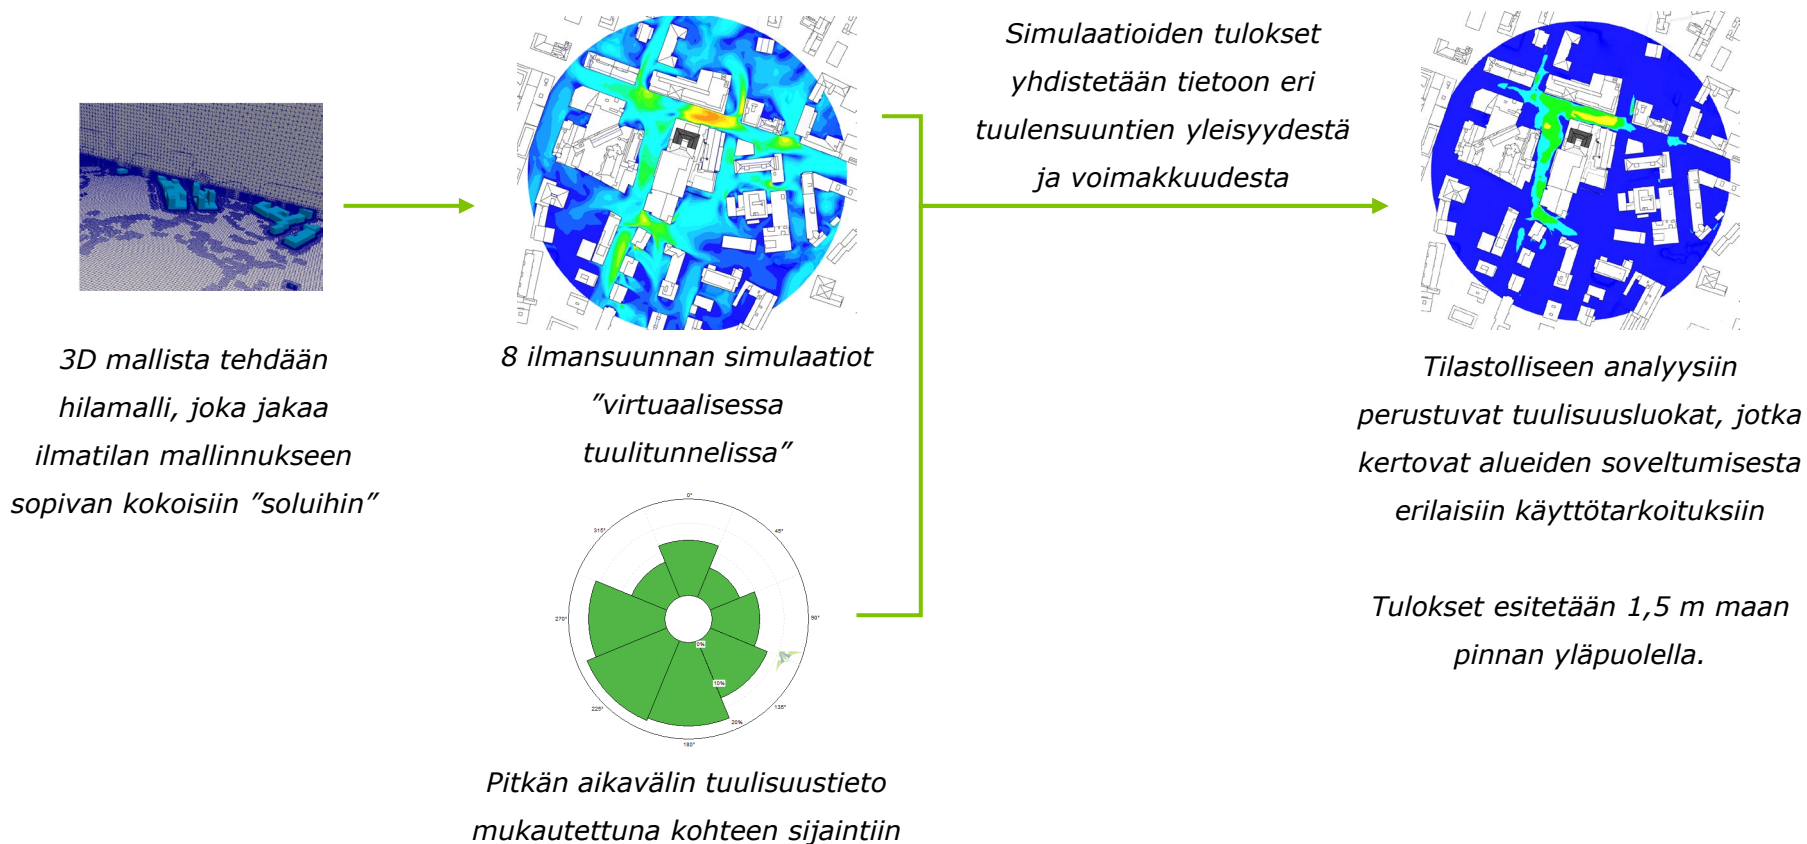 3D mallista tehdään
hilamalli, joka jakaa
ilmatilan mallinnukseen
sopivan kokoisiin ”soluihin”
8 ilmansuunnan simulaatiot
”virtuaalisessa
tuulitunnelissa”
0°
45°
90°
135°
180°
225°
270°
315°
0%
10%
20%
Pitkän aikavälin tuulisuustieto
mukautettuna kohteen sijaintiin
Simulaatioiden tulokset
yhdistetään tietoon eri
tuulensuuntien yleisyydestä
ja voimakkuudesta
Tilastolliseen analyysiin
perustuvat tuulisuusluokat, jotka
kertovat alueiden soveltumisesta
erilaisiin käyttötarkoituksiin
Tulokset esitetään 1,5 m maan
pinnan yläpuolella.